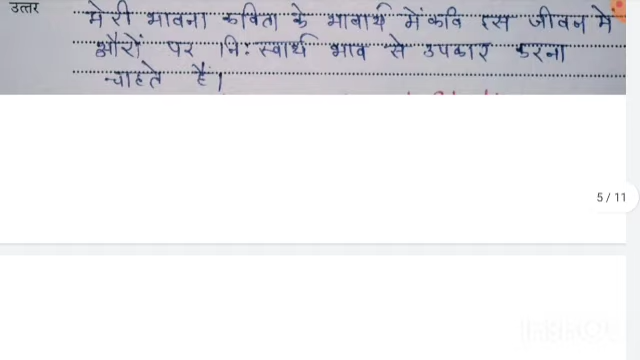 उत्तर
मेरी भावना कविता के भावार्थ में कवि इस जीवन मे
औरों पर नि: स्वार्थ भाव से उपकार करना
चाहते हैं।
5 / 11